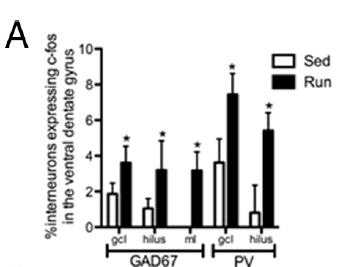 A
%interneurons expressing c-fos
in the ventral dentate gyrus
10
8
6
4
2
0
* * * * *
Sed
Run
gcl hilus ml gcl hilus
GAD67 PV